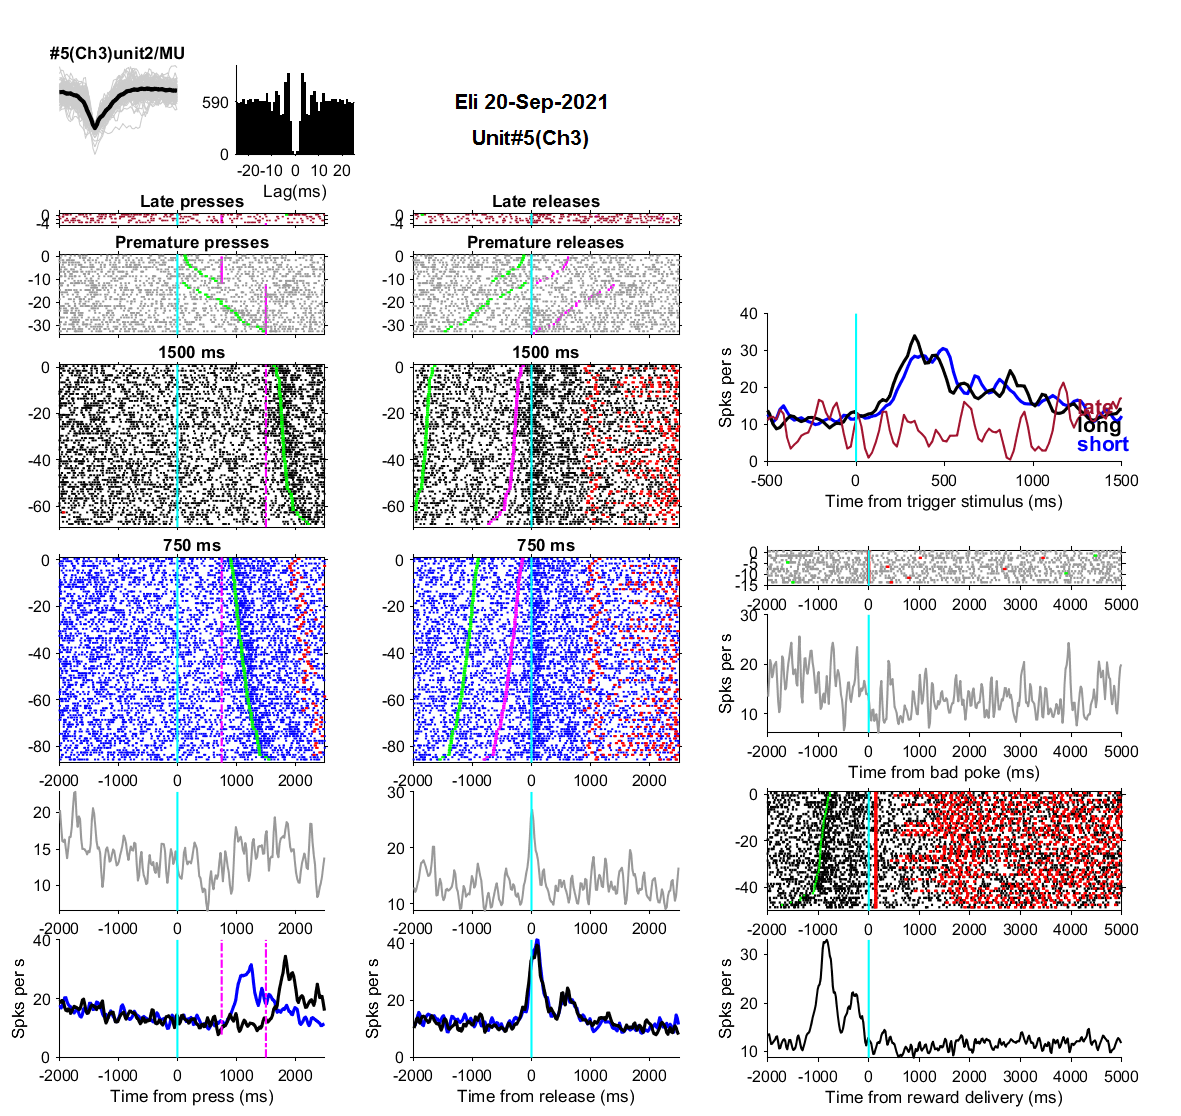 #5(Ch3)unit2/MU
590
0
-20 -10 0 10 20
Lag(ms)
Eli 20-Sep-2021
Unit#5(Ch3)
Late presses
0
-4
Late releases
0
-4
Premature presses
0
-10
-20
-30
Premature releases
0
-10
-20
-30
1500 ms
0
-20
-40
-60
1500 ms
0
-20
-40
-60
40
30
20
10
0
Spks per s
late
long
short
-500 0 500 1000 1500
Time from trigger stimulus (ms)
750 ms
0
-20
-40
-60
-80
-2000 -1000 0 1000 2000
750 ms
0
-20
-40
-60
-80
-2000 -1000 0 1000 2000
0
-5
-10
-15
-2000 -1000 0 1000 2000 3000 4000 5000
30
20
10
Spks per s
-2000 -1000 0 1000 2000 3000 4000 5000
Time from bad poke (ms)
20
15
10
-2000 -1000 0 1000 2000
30
20
10
-2000 -1000 0 1000 2000
0
-20
-40
-2000 -1000 0 1000 2000 3000 4000 5000
40
20
0
Spks per s
-2000 -1000 0 1000 2000
Time from press (ms)
40
20
0
Spks per s
-2000 -1000 0 1000 2000
Time from release (ms)
30
20
10
Spks per s
-2000 -1000 0 1000 2000 3000 4000 5000
Time from reward delivery (ms)